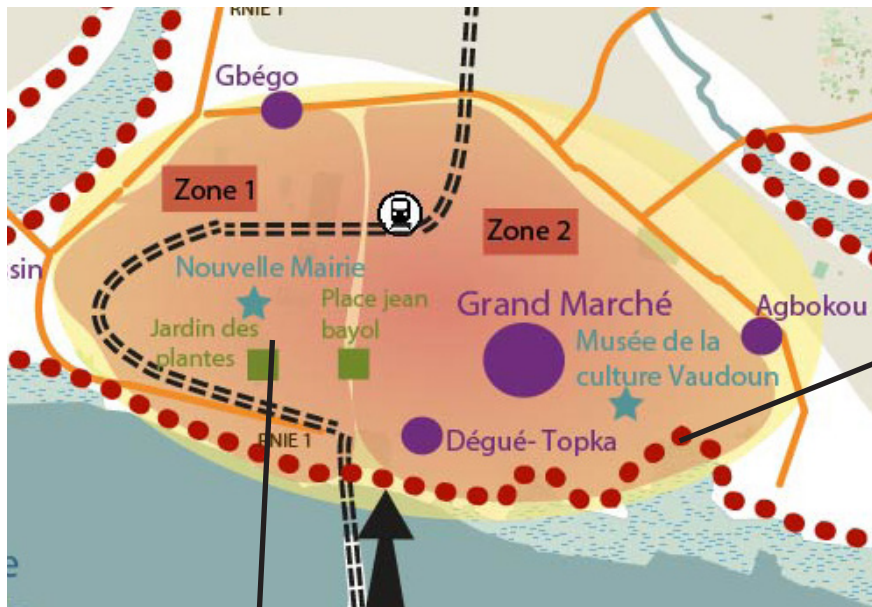 RNIE 1
Gbégo
Zone 1
Zone 2
sin
Nouvelle Mairie
Place jean
bayol
Grand Marché
Agbokou
Jardin des
plantes
Musée de la
culture Vaudoun
RNIE 1
Dégué- Topka
e